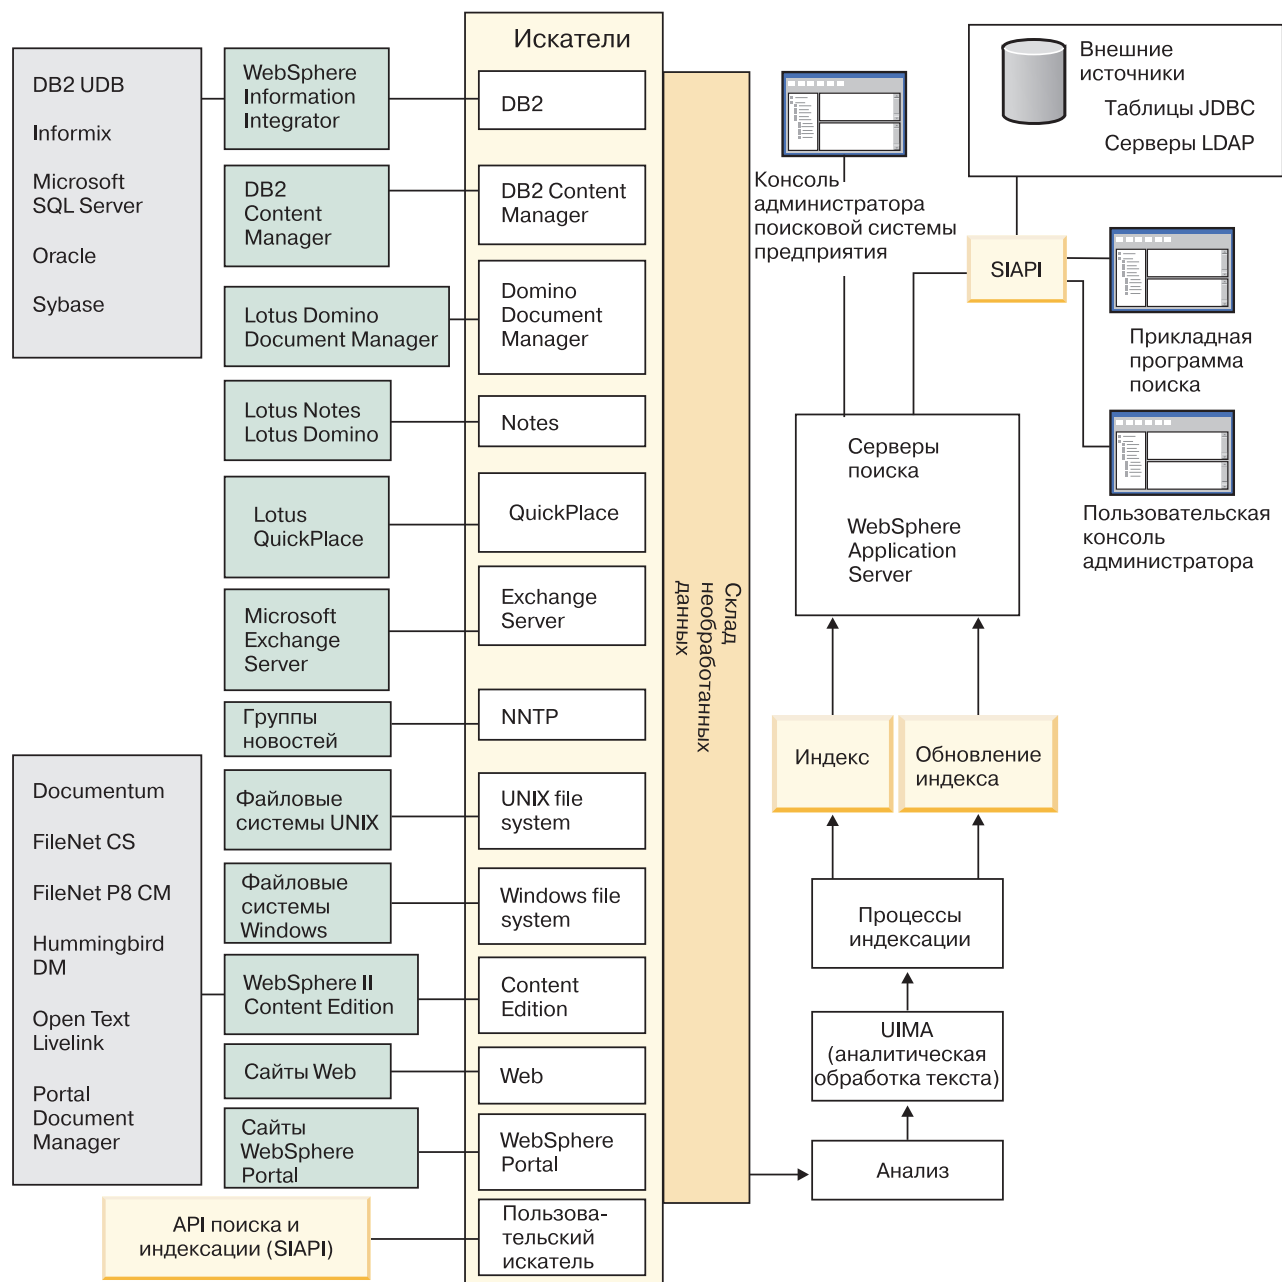 DB2 UDB
Informix
Microsoft
SQL Server
Oracle
Sybase
Documentum
FileNet CS
FileNet P8 CM
Hummingbird
DM
Open Text
Livelink
Portal
Document
Manager
WebSphere
Information
Integrator
DB2
Content
Manager
Lotus Domino
Document Manager
Lotus Notes
Lotus Domino
Lotus
QuickPlace
Microsoft
Exchange
Server
Группы
новостей
Файловые
системы UNIX
Файловые
системы
Windows
WebSphere II
Content Edition
Сайты Web
Сайты
WebSphere
Portal
API поиска и
индексации (SIAPI)
Искатели
DB2
DB2 Content
Manager
Domino
Document
Manager
Notes
QuickPlace
Exchange
Server
NNTP
UNIX file
system
Windows file
system
Content
Edition
Web
WebSphere
Portal
Пользова-
тельский
искатель
Склад
необработанных
данных
Консоль
администратора
поисковой системы
предприятия
Внешние
источники
Таблицы JDBC
Серверы LDAP
SIAPI
Прикладная
программа
поиска
Пользовательская
консоль
администратора
Серверы
поиска
WebSphere
Application
Server
Индекс
Обновление
индекса
Процессы
индексации
UIMA
(аналитическая
обработка текста)
Анализ